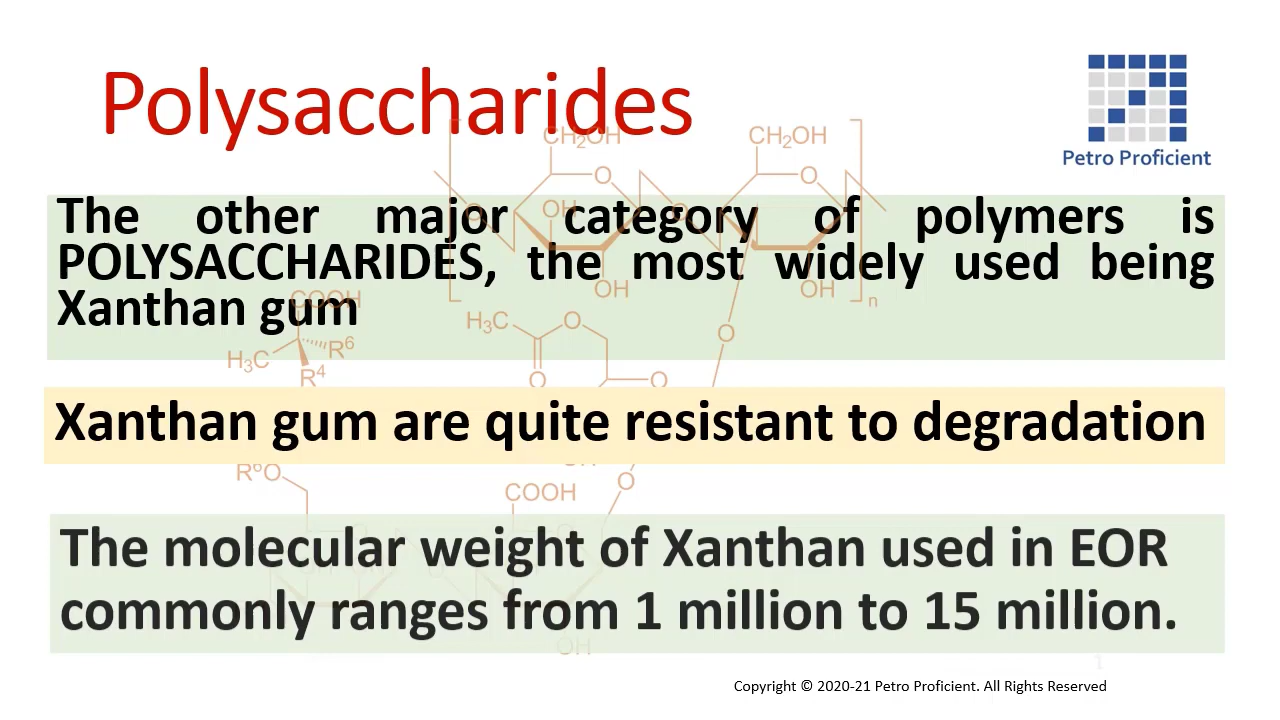 Polysaccharides
Petro Proficient
CH₂OH CH₂OH
O O
The other major category of polymers is
OH O
POLYSACCHARIDES, the most widely used being
OH OH n
Xanthan gum
COOH
H₃C O O
H₃C R⁶
R⁴ O O
Xanthan gum are quite resistant to degradation
R⁶O O
COOH
The molecular weight of Xanthan used in EOR
commonly ranges from 1 million to 15 million.
OH
1
Copyright © 2020-21 Petro Proficient. All Rights Reserved